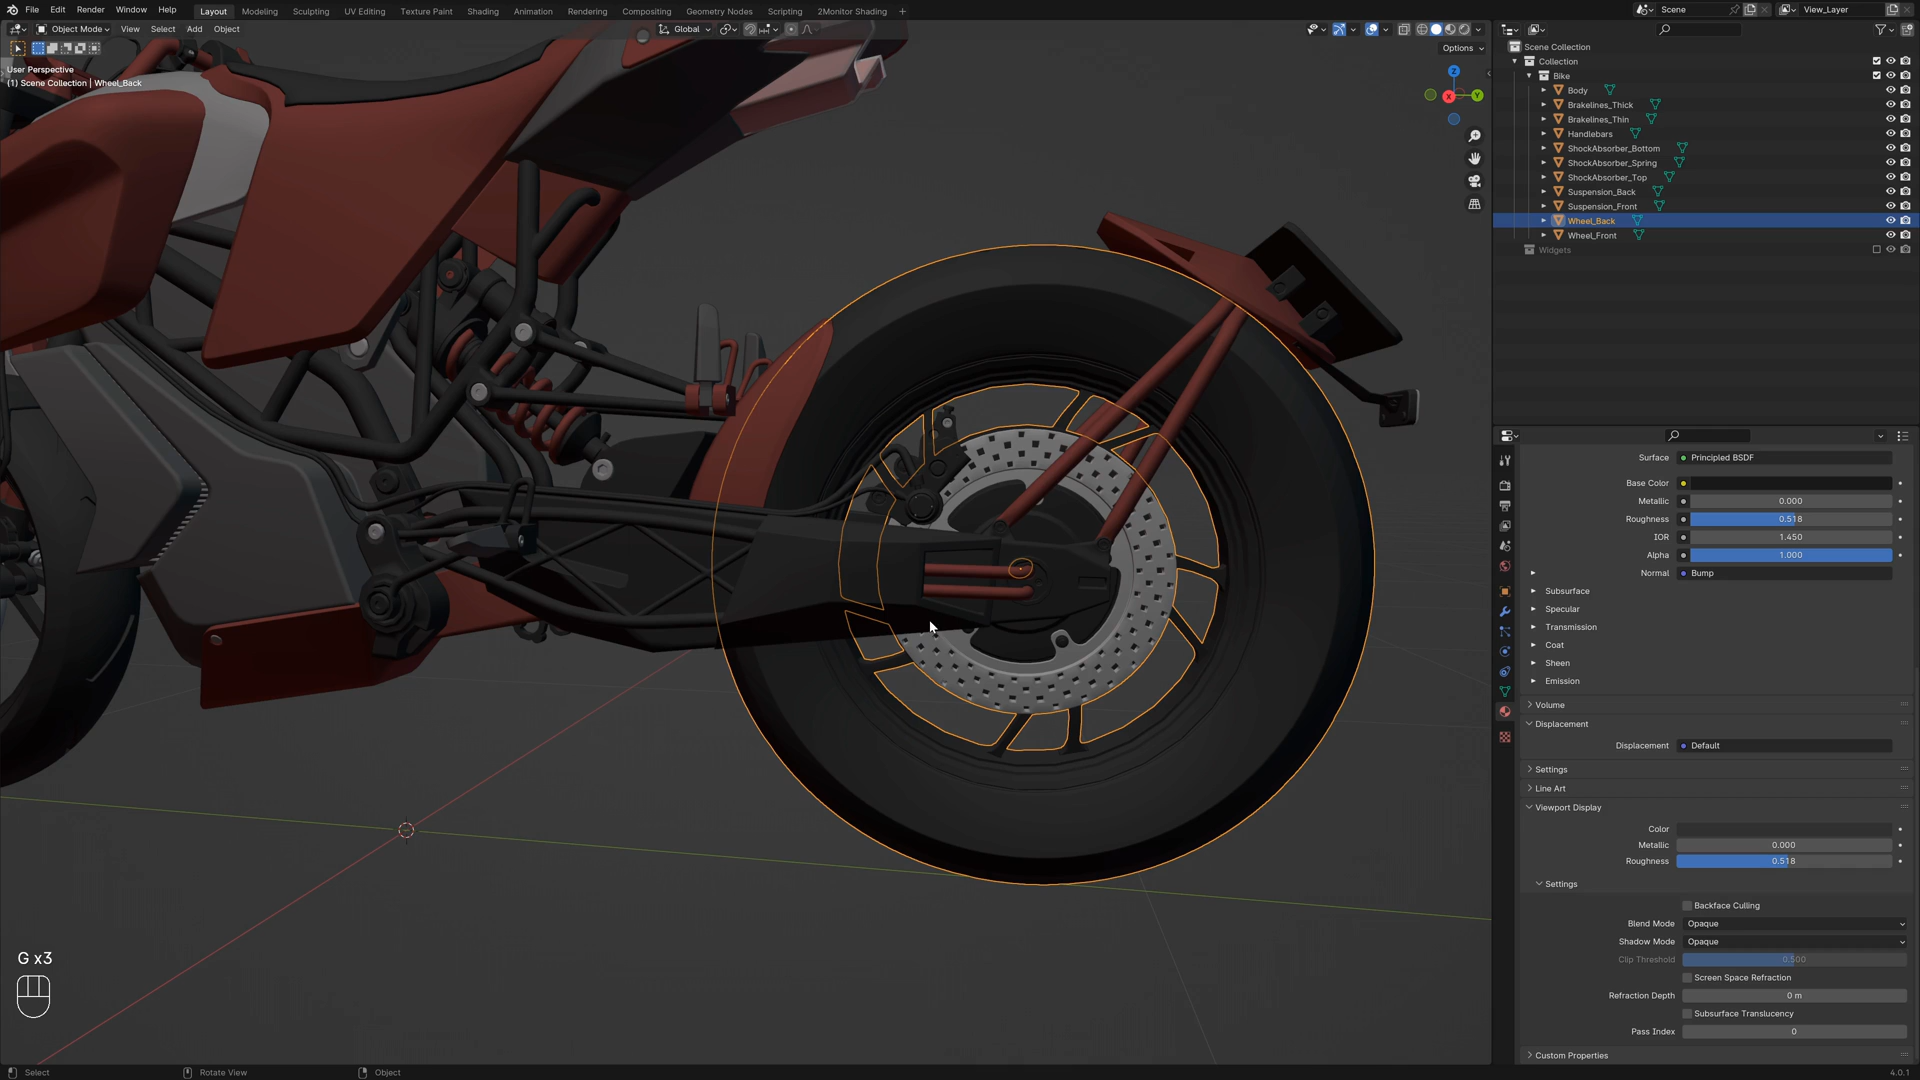 File Edit Render Window Help Layout Modeling Sculpting UV Editing Texture Paint Shading Animation Rendering Compositing Geometry Nodes Scripting 2Monitor Shading + Scene View_Layer
Object Mode View Select Add Object Global
Options
User Perspective
(1) Scene Collection | Wheel_Back
Z
X
Y
Scene Collection
Collection
Bike
Body
Brakelines_Thick
Brakelines_Thin
Handlebars
ShockAbsorber_Bottom
ShockAbsorber_Spring
ShockAbsorber_Top
Suspension_Back
Suspension_Front
Wheel_Back
Wheel_Front
Widgets
Surface Principled BSDF
Base Color
Metallic 0.000
Roughness 0.518
IOR 1.450
Alpha 1.000
Normal Bump
Subsurface
Specular
Transmission
Coat
Sheen
Emission
Volume
Displacement
Displacement Default
Settings
Line Art
Viewport Display
Color
Metallic 0.000
Roughness 0.518
Settings
Backface Culling
Blend Mode Opaque
Shadow Mode Opaque
Clip Threshold 0.500
Screen Space Refraction
Refraction Depth 0 m
Subsurface Translucency
Pass Index 0
Custom Properties
G x3
Select Rotate View Object 4.0.1